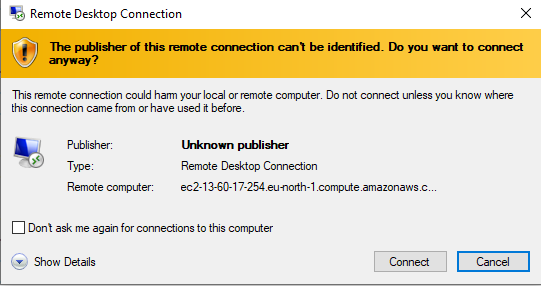 Remote Desktop Connection
The publisher of this remote connection can't be identified. Do you want to connect
anyway?
This remote connection could harm your local or remote computer. Do not connect unless you know where
this connection came from or have used it before.
Publisher: Unknown publisher
Type: Remote Desktop Connection
Remote computer: ec2-13-60-17-254.eu-north-1.compute.amazonaws.c...
Don't ask me again for connections to this computer
Show Details Connect Cancel